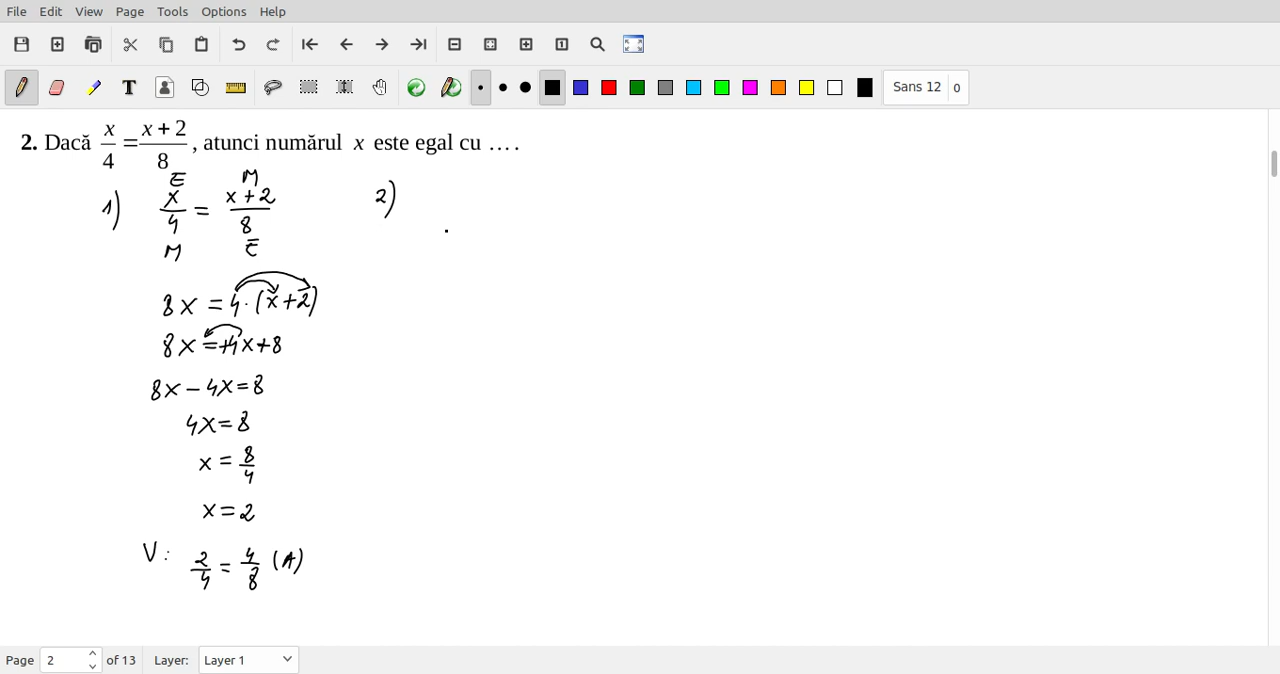 File Edit View Page Tools Options Help
T 1 Sans 12 0
2. Dacă x/4 = x + 2/8 , atunci numărul x este egal cu … .
E M
1) x/4 = x + 2/8 2)
M E
8x = 4 · (x + 2)
8x = +4x + 8
8x − 4x = 8
4x = 8
x = 8/4
x = 2
V : 2/4 = 4/8 (A)
Page 2 of 13 Layer: Layer 1